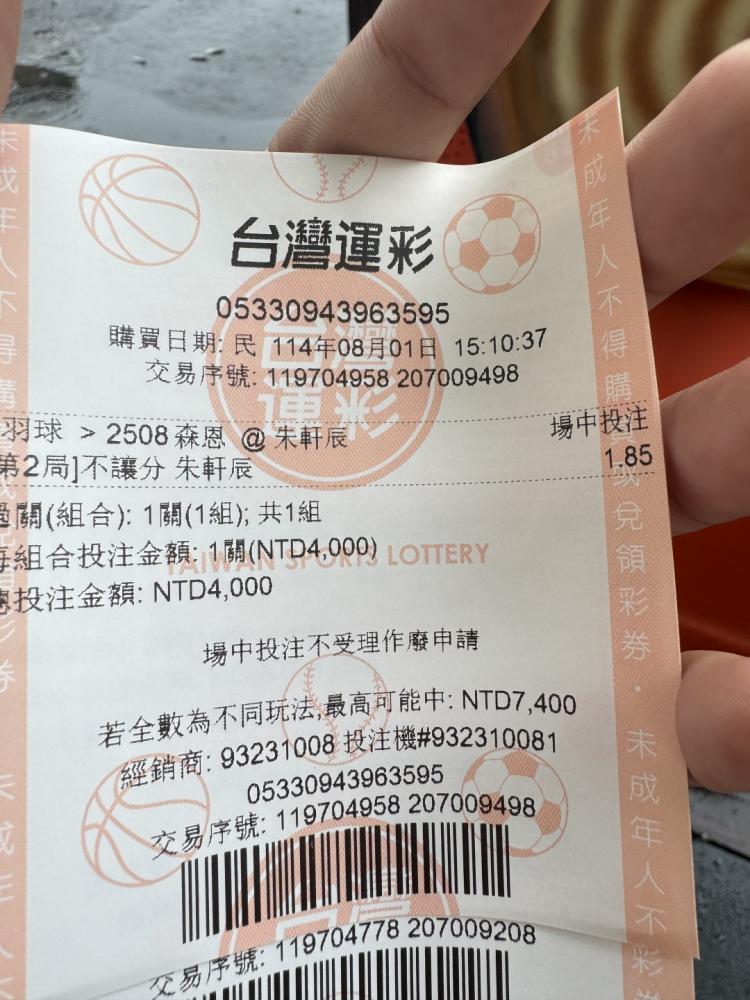 台灣運彩
05330943963595
購買日期: 民 114年08月01日 15:10:37
交易序號: 119704958 207009498
羽球 > 2508 森恩 @ 朱軒辰 場中投注
第2局]不讓分 朱軒辰 1.85
過關(組合): 1關(1組); 共1組
每組合投注金額: 1關(NTD4,000)
TAIWAN SPORTS LOTTERY
總投注金額: NTD4,000
場中投注不受理作廢申請
若全數為不同玩法,最高可能中: NTD7,400
經銷商: 93231008 投注機#932310081
05330943963595
交易序號: 119704958 207009498
交易序號: 119704778 207009208
未成年人不得購買或兌領彩券・未成年人不
未成年人不得購